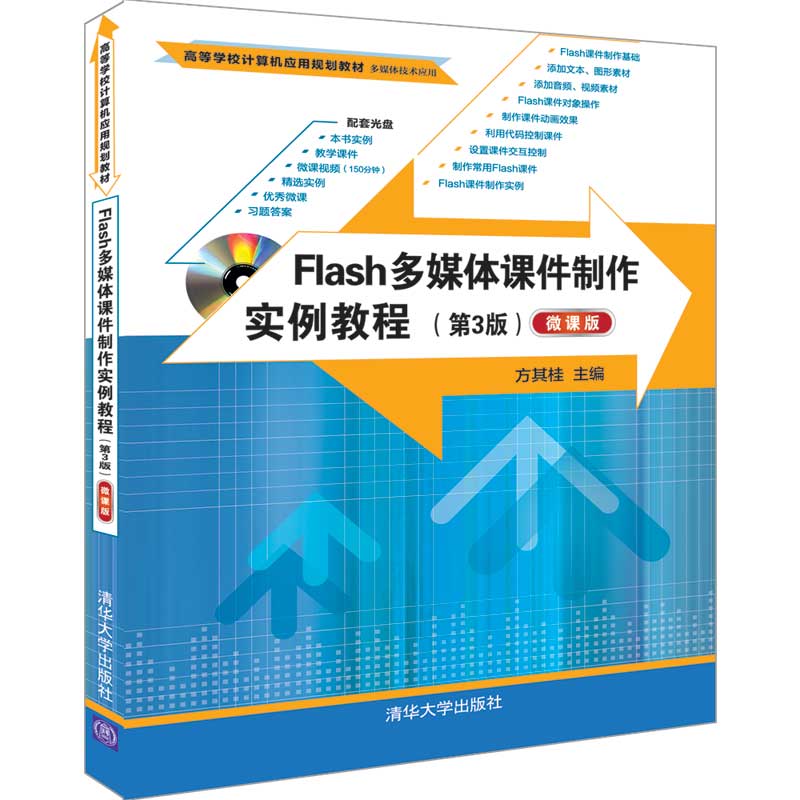 高等学校计算机应用规划教材
Flash多媒体课件制作实例教程(第3版)
微课版
清华大学出版社
高等学校计算机应用规划教材 多媒体技术应用
Flash课件制作基础
添加文本、图形素材
添加音频、视频素材
Flash课件对象操作
制作课件动画效果
利用代码控制课件
设置课件交互控制
制作常用Flash课件
Flash课件制作实例
配套光盘
本书实例
教学课件
微课视频(150分钟)
精选实例
优秀微课
习题答案
Flash多媒体课件制作
实例教程(第3版) 微课版
方其桂 主编
清华大学出版社